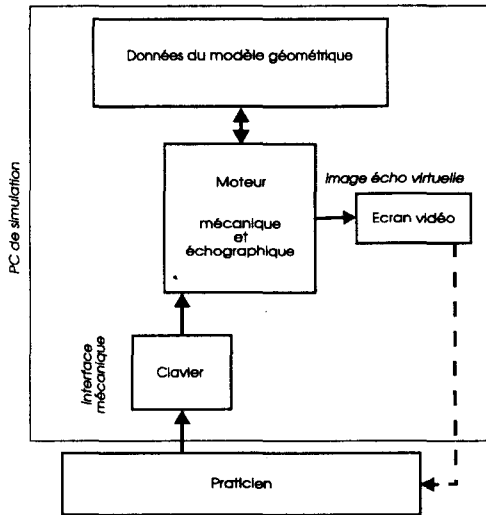 Données du modèle géométrique
Moteur
mécanique
et
échographique
image écho virtuelle
Ecran vidéo
PC de simulation
Interface
mécanique
Clavier
Praticien